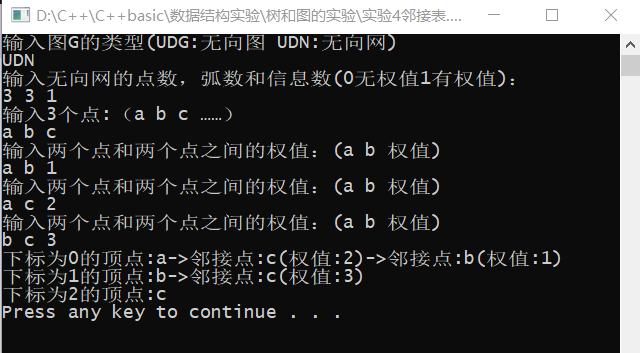 D:\C++\C++basic\数据结构实验\树和图的实验\实验4邻接表....
输入图G的类型(UDG:无向图 UDN:无向网)
UDN
输入无向网的点数，弧数和信息数(0无权值1有权值)：
3 3 1
输入3个点:（a b c ……）
a b c
输入两个点和两个点之间的权值：(a b 权值)
a b 1
输入两个点和两个点之间的权值：(a b 权值)
a c 2
输入两个点和两个点之间的权值：(a b 权值)
b c 3
下标为0的顶点:a->邻接点:c(权值:2)->邻接点:b(权值:1)
下标为1的顶点:b->邻接点:c(权值:3)
下标为2的顶点:c
Press any key to continue . . .